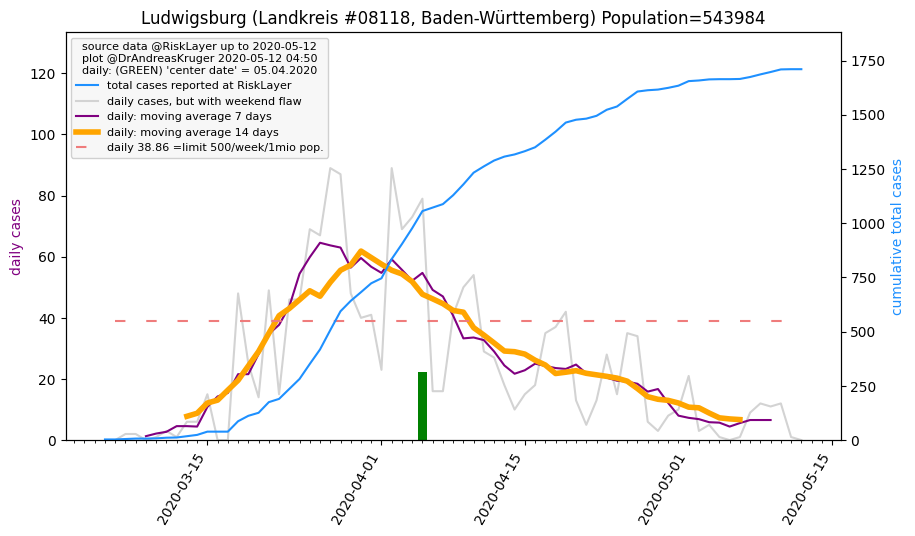 Ludwigsburg (Landkreis #08118, Baden-Württemberg) Population=543984
source data @RiskLayer up to 2020-05-12
plot @DrAndreasKruger 2020-05-12 04:50
daily: (GREEN) 'center date' = 05.04.2020
total cases reported at RiskLayer
daily cases, but with weekend flaw
daily: moving average 7 days
daily: moving average 14 days
daily 38.86 =limit 500/week/1mio pop.
daily cases
120
100
80
60
40
20
0
cumulative total cases
1750
1500
1250
1000
750
500
250
0
2020-03-15
2020-04-01
2020-04-15
2020-05-01
2020-05-15